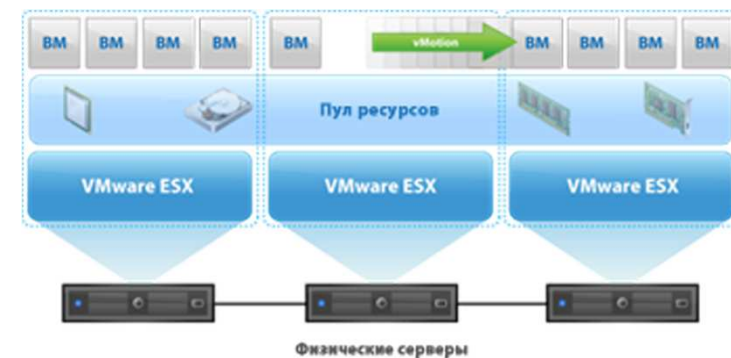 ВМ ВМ ВМ ВМ ВМ vMotion ВМ ВМ ВМ ВМ
Пул ресурсов
VMware ESX VMware ESX VMware ESX
Физические серверы